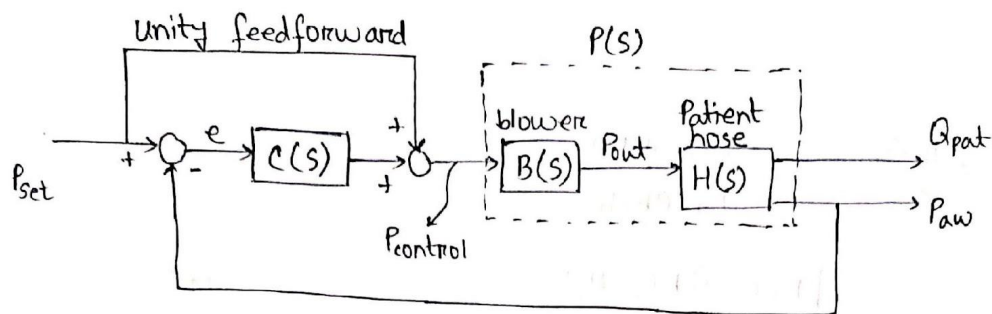 unity feedforward
P(S)
blower
Patient
hose
Pset
+
-
e
C(S)
+
+
Pcontrol
B(S)
Pout
H(S)
Qpat
Paw